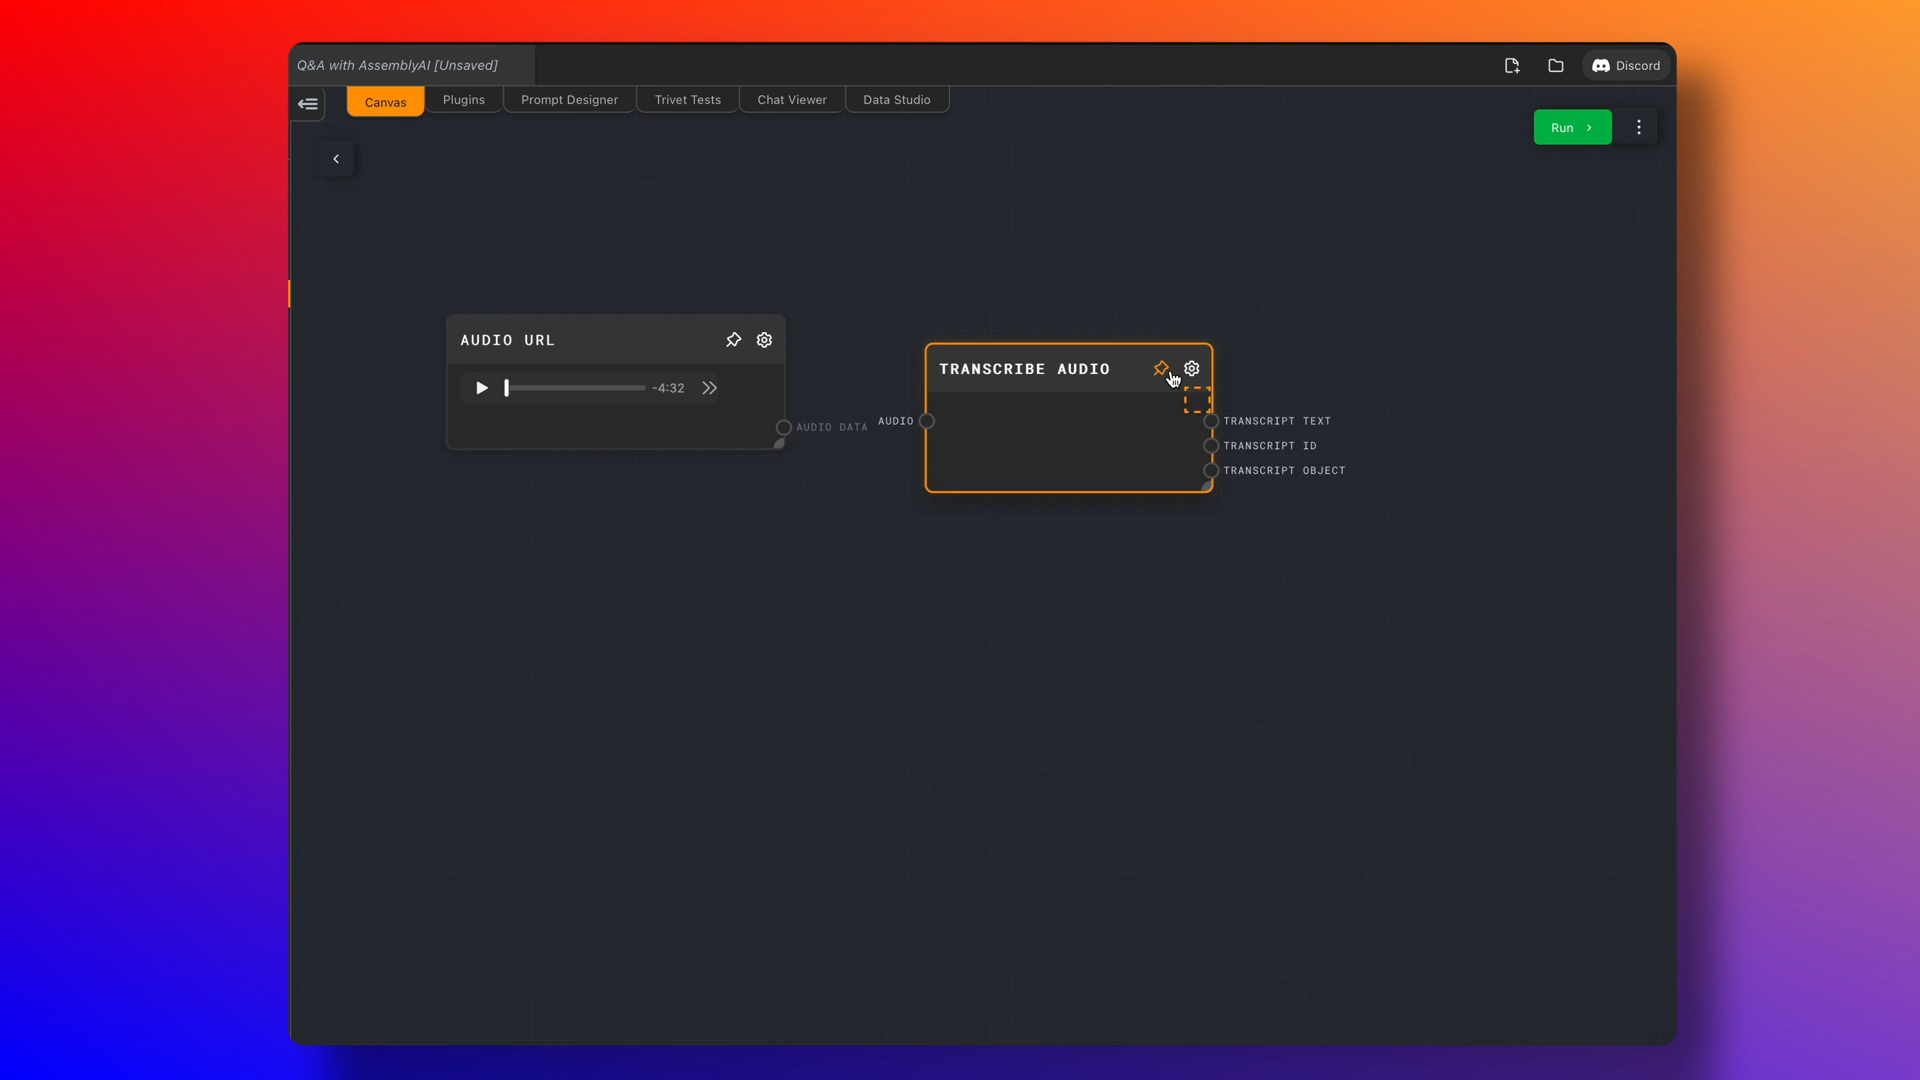 Q&A with AssemblyAI [Unsaved]
Discord
Canvas
Plugins
Prompt Designer
Trivet Tests
Chat Viewer
Data Studio
Run
AUDIO URL
-4:32
AUDIO DATA
TRANSCRIBE AUDIO
AUDIO
TRANSCRIPT TEXT
TRANSCRIPT ID
TRANSCRIPT OBJECT